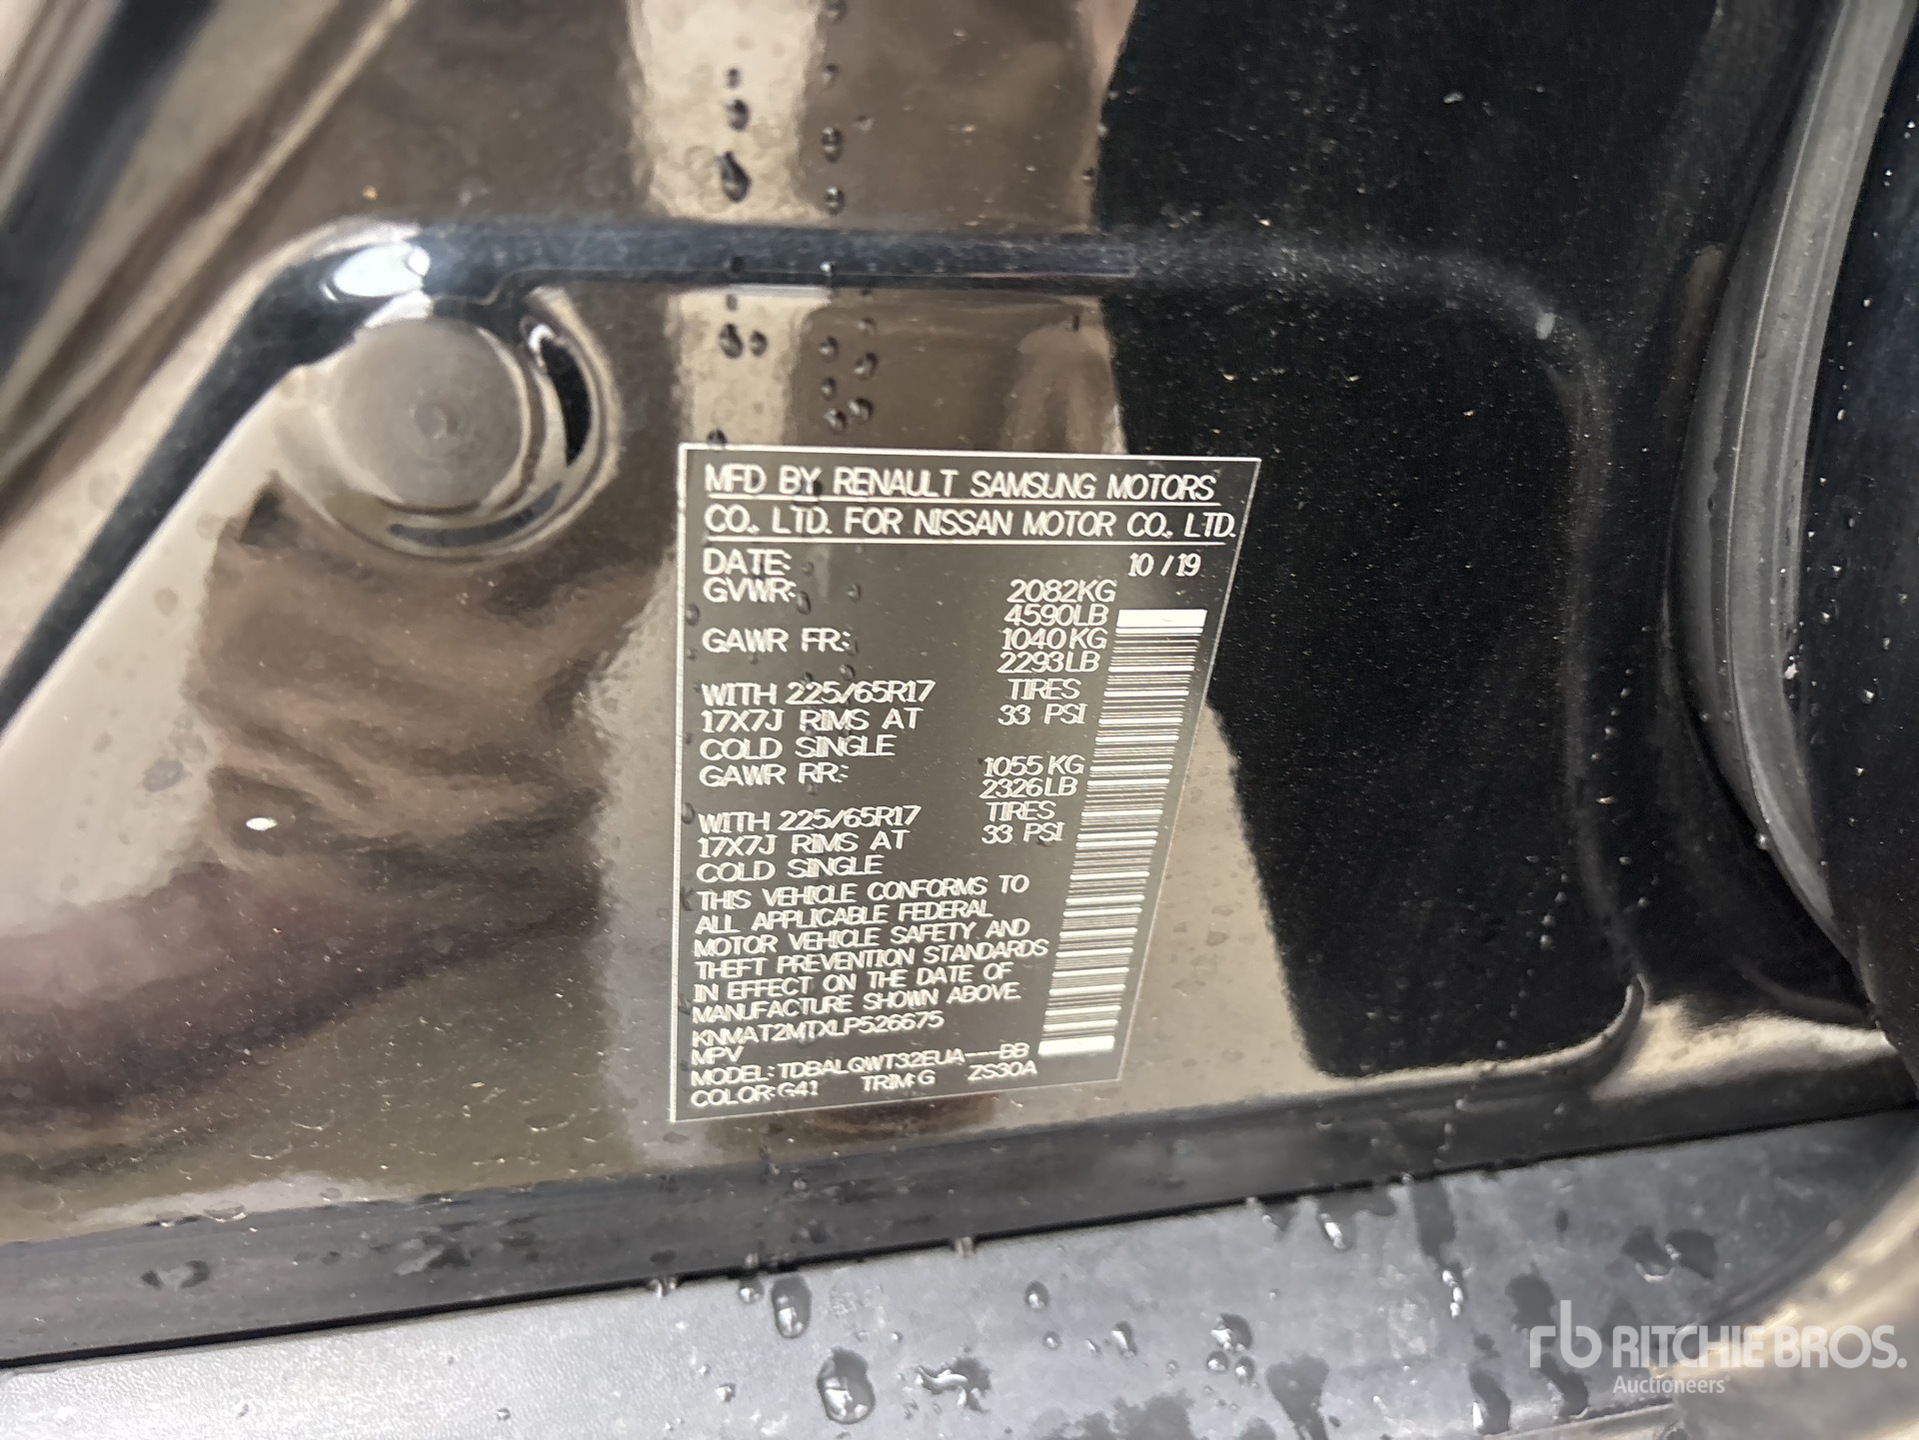 MFD BY RENAULT SAMSUNG MOTORS
CO., LTD. FOR NISSAN MOTOR CO., LTD.
DATE: 10 / 19
GVWR: 2082KG
4590LB
GAWR FR: 1040KG
2293LB
WITH 225/65R17 TIRES
17X7J RIMS AT 33 PSI
COLD SINGLE
GAWR RR: 1055KG
2326LB
WITH 225/65R17 TIRES
17X7J RIMS AT 33 PSI
COLD SINGLE
THIS VEHICLE CONFORMS TO
ALL APPLICABLE FEDERAL
MOTOR VEHICLE SAFETY AND
THEFT PREVENTION STANDARDS
IN EFFECT ON THE DATE OF
MANUFACTURE SHOWN ABOVE.
KNMAT2MTXLP526675
MPV
MODEL: TDBALQWT32EUA---BB
COLOR: G41 TRIM: G ZS30A
rb RITCHIE BROS.
Auctioneers